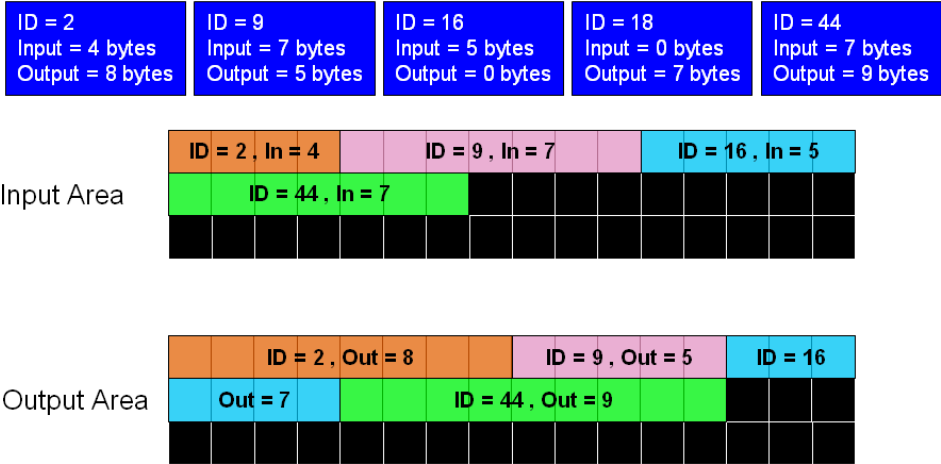 ID = 2
Input = 4 bytes
Output = 8 bytes
ID = 9
Input = 7 bytes
Output = 5 bytes
ID = 16
Input = 5 bytes
Output = 0 bytes
ID = 18
Input = 0 bytes
Output = 7 bytes
ID = 44
Input = 7 bytes
Output = 9 bytes
Input Area
ID = 2 , In = 4
ID = 9 , In = 7
ID = 16 , In = 5
ID = 44 , In = 7
Output Area
ID = 2 , Out = 8
ID = 9 , Out = 5
ID = 16
Out = 7
ID = 44 , Out = 9